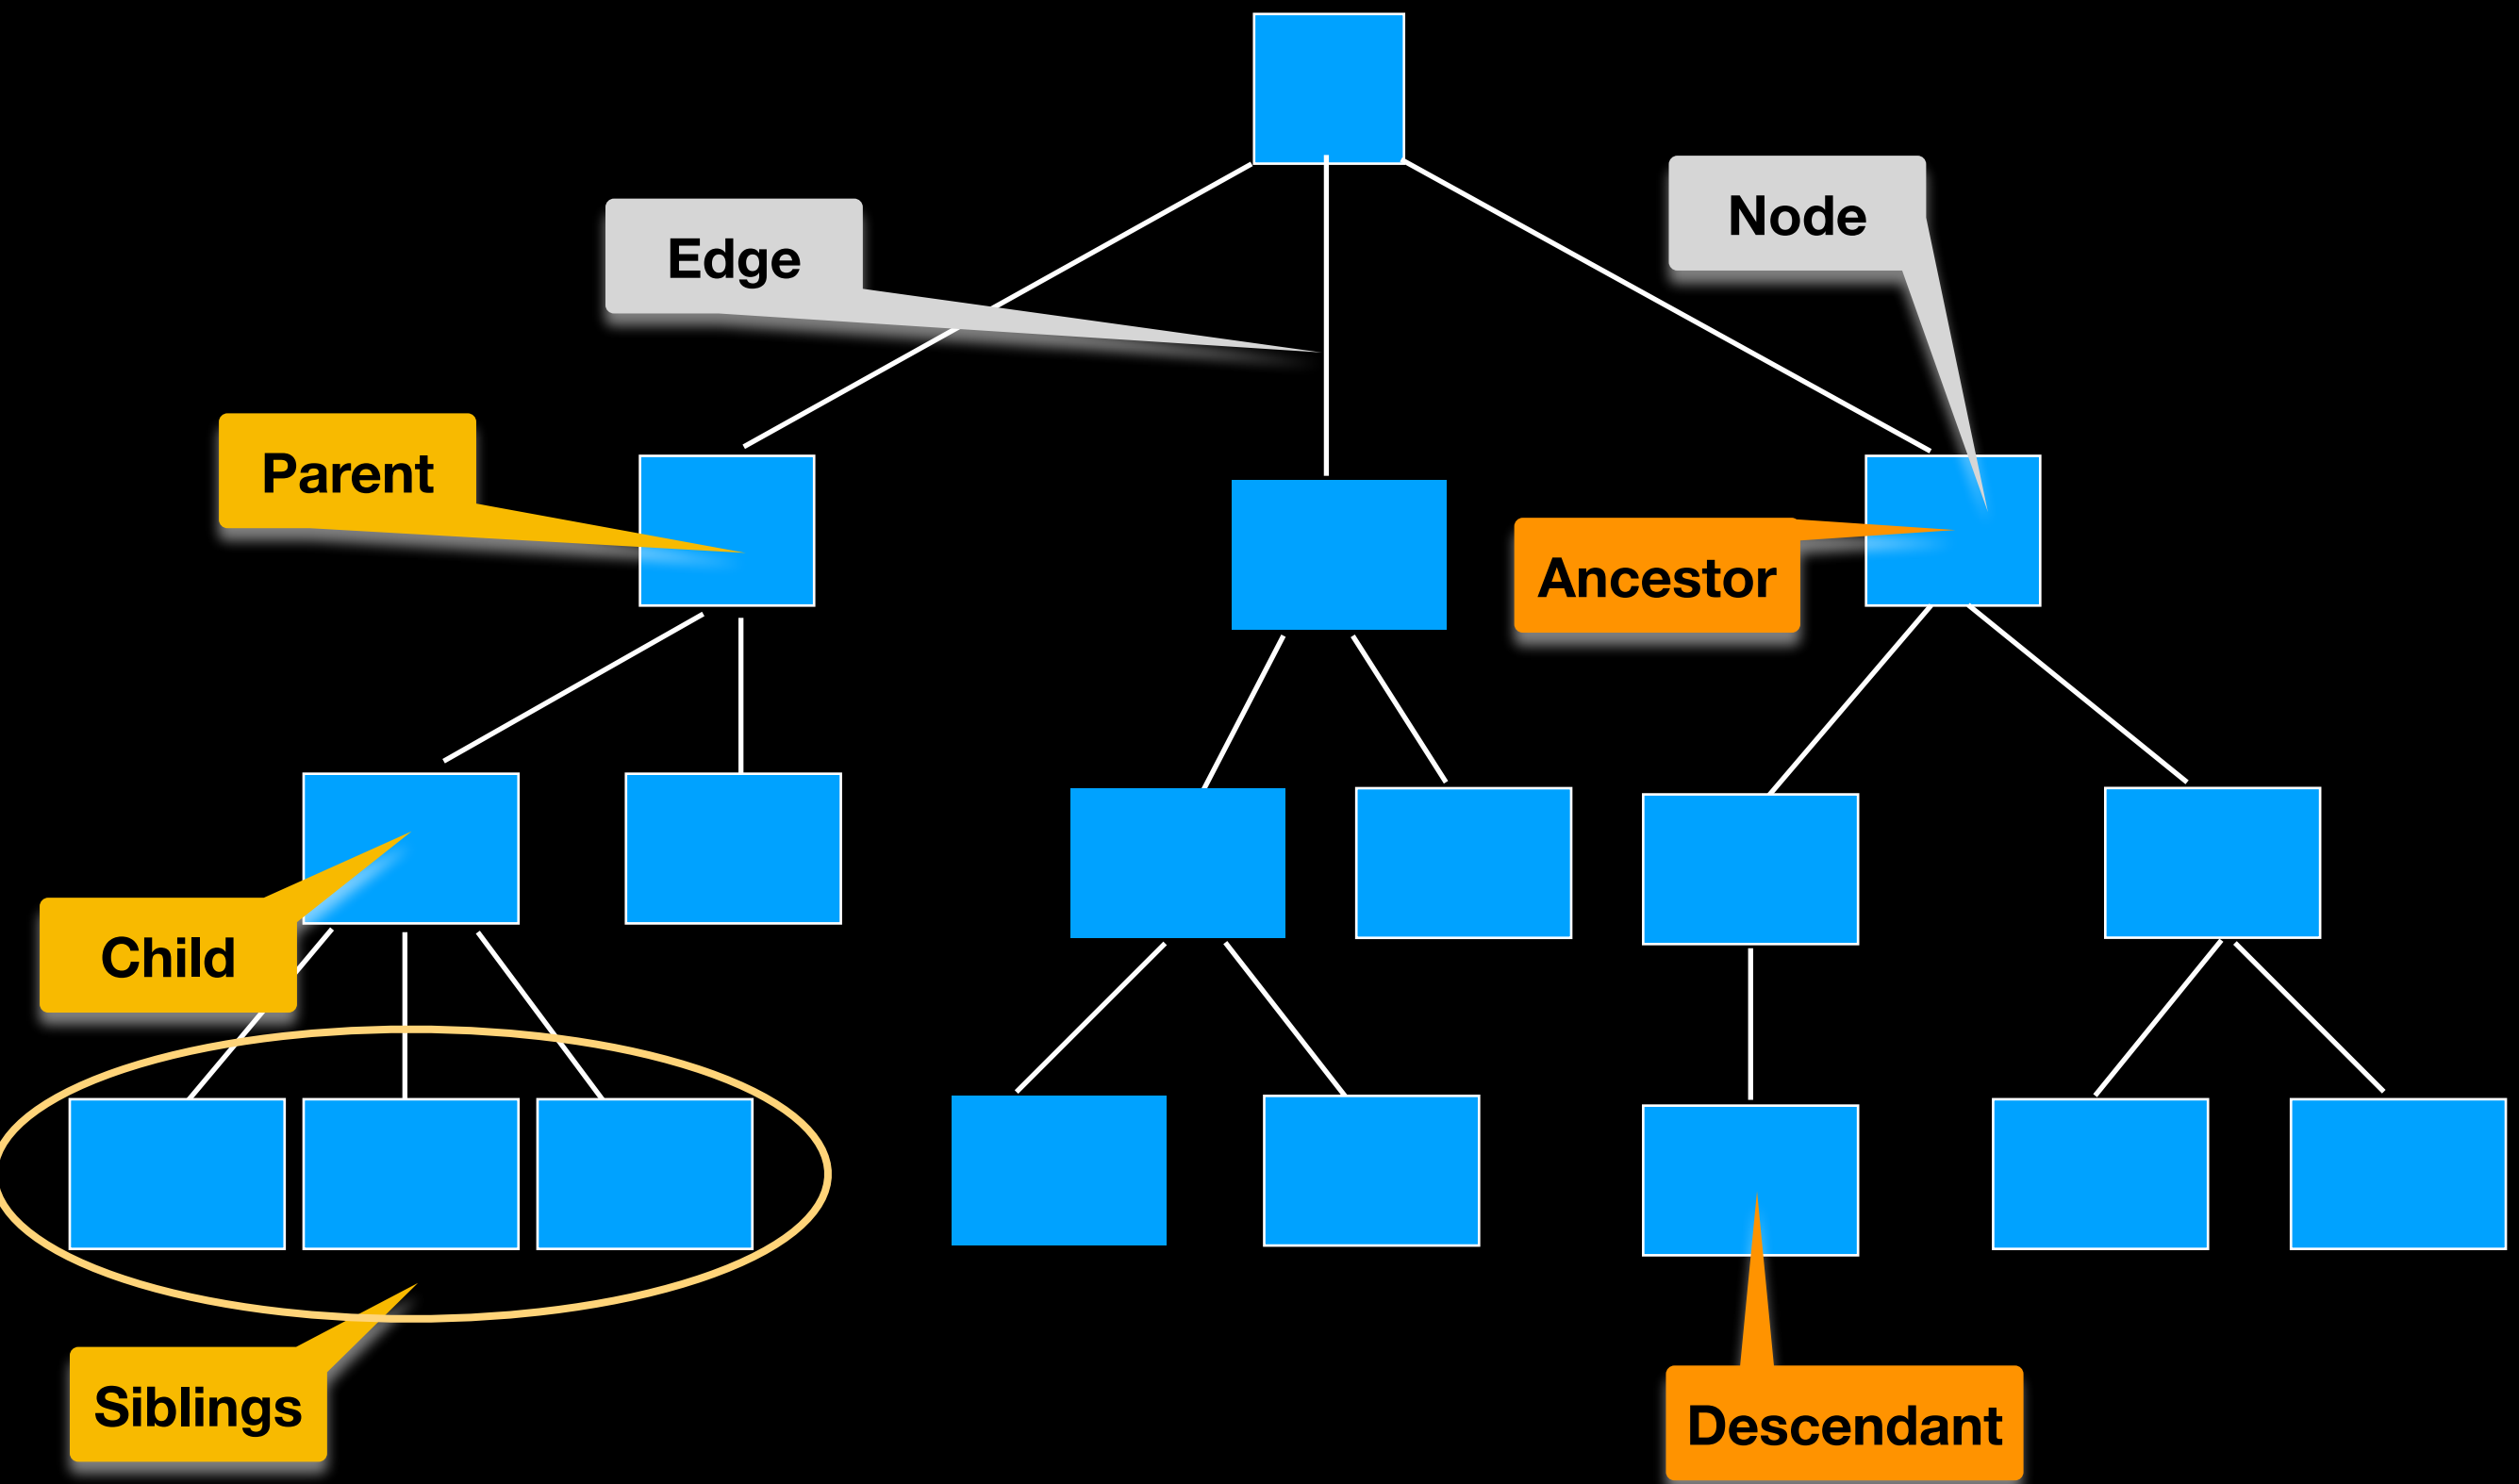 Node
Edge
Parent
Ancestor
Child
Siblings
Descendant